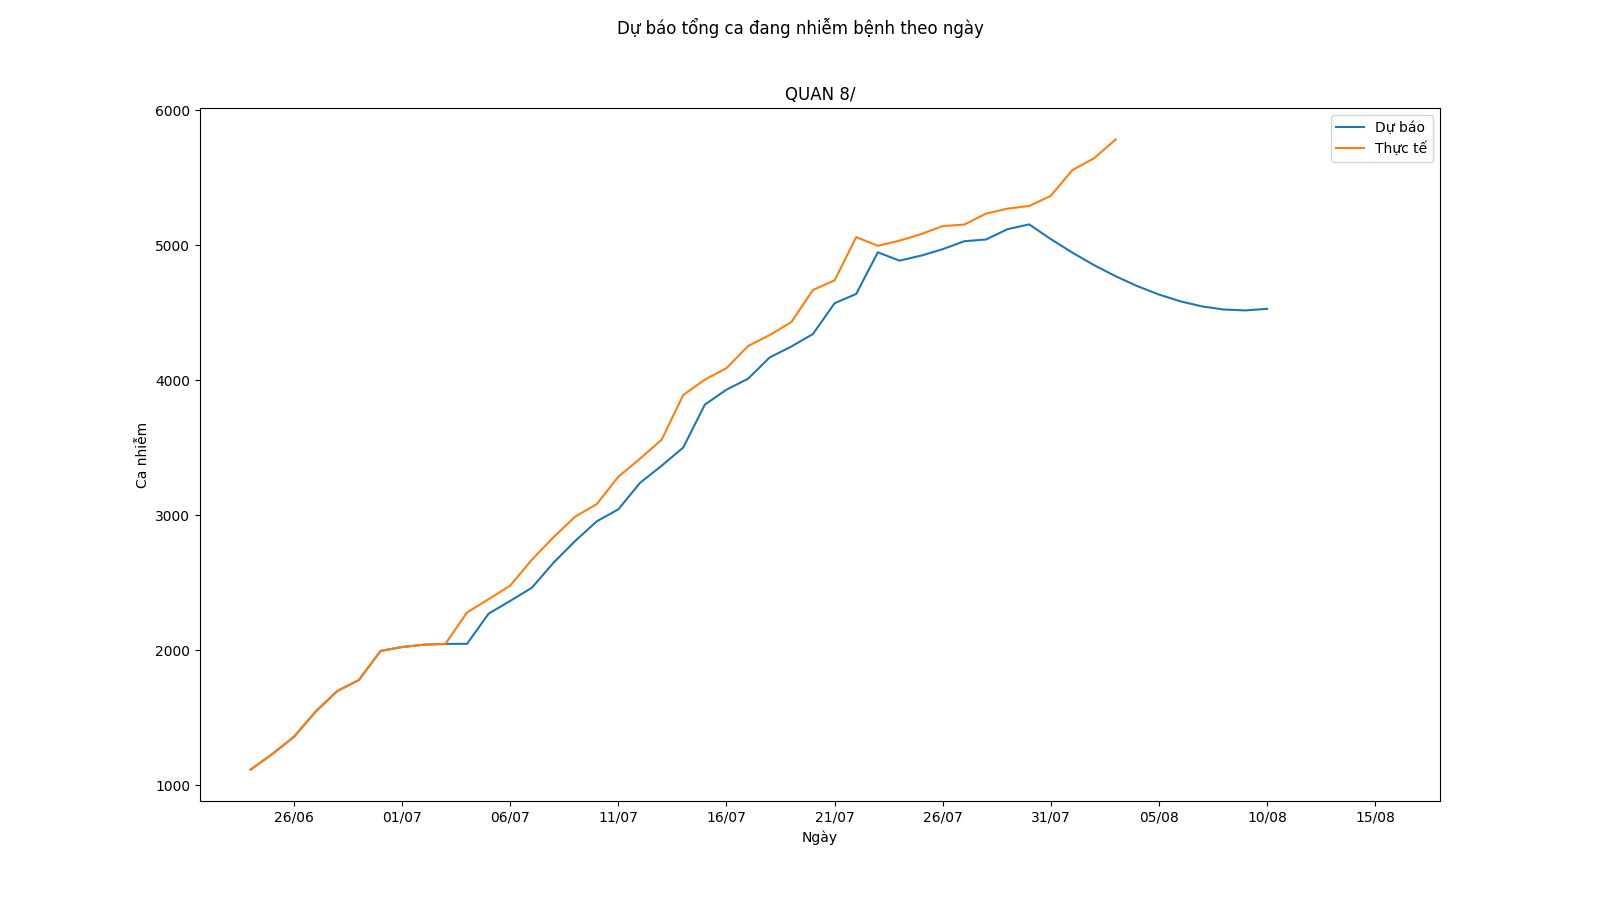 Dự báo tổng ca đang nhiễm bệnh theo ngày
QUAN 8/
6000
5000
4000
3000
2000
1000
Ca nhiễm
Dự báo
Thực tế
26/06 01/07 06/07 11/07 16/07 21/07 26/07 31/07 05/08 10/08 15/08
Ngày